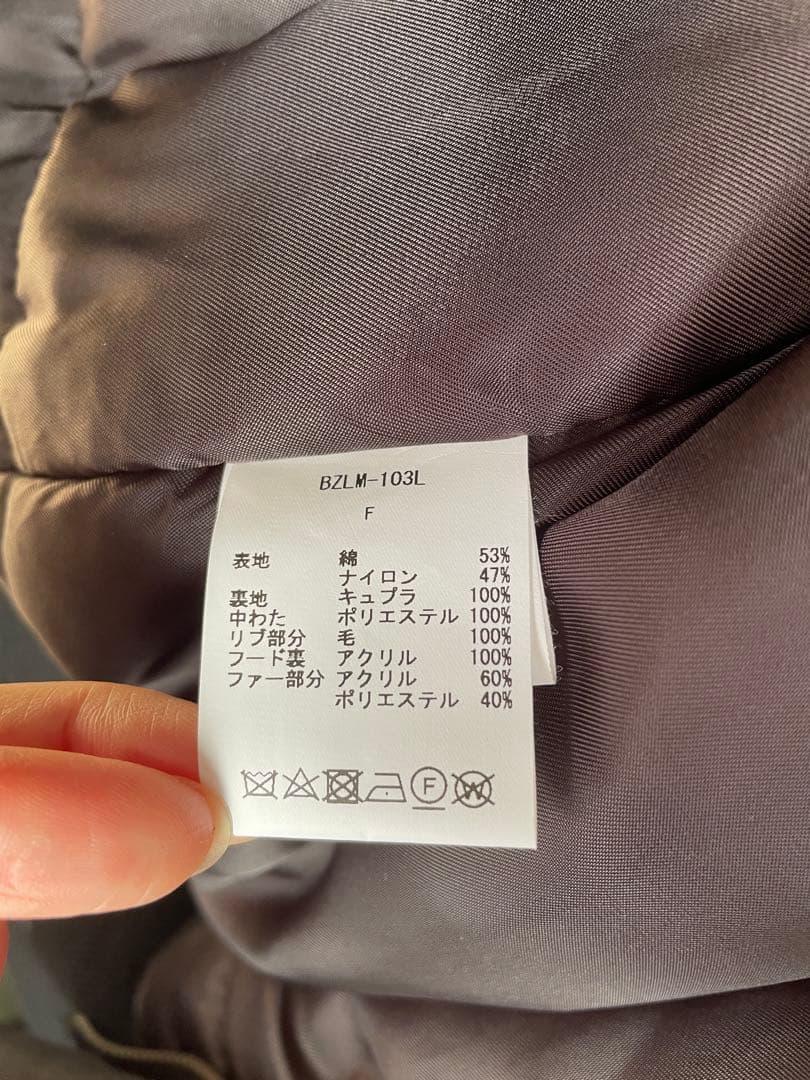 BZLM-103L
F
表地 綿 53%
ナイロン 47%
裏地 キュプラ 100%
中わた ポリエステル 100%
リブ部分 毛 100%
フード裏 アクリル 100%
ファー部分 アクリル 60%
ポリエステル 40%
F W